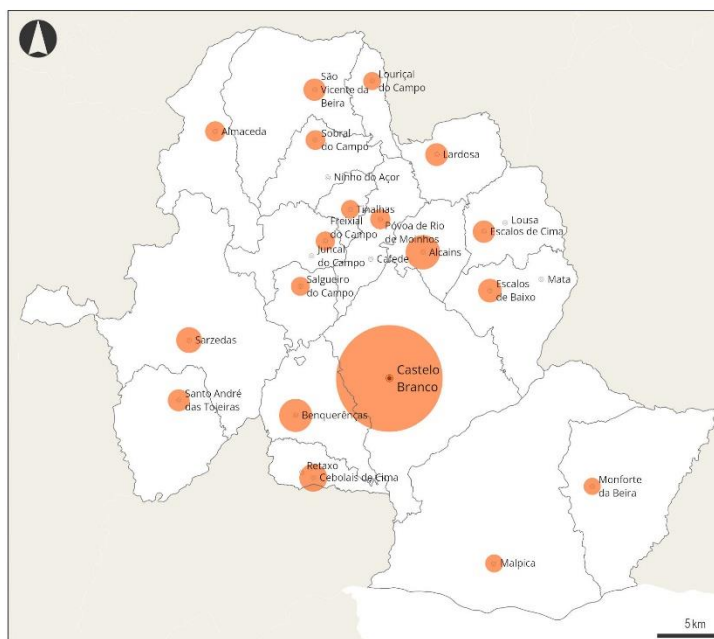 São
Vicente da
Beira
Louriçal
do Campo
Almaceda
Sobral
do Campo
Lardosa
Ninho do Açor
Tinalhas
Freixial
do Campo
Póvoa de Rio
de Moinhos
Lousa
Escalos de Cima
Juncal
do Campo
Cafede
Alcains
Salgueiro
do Campo
Escalos
de Baixo
Mata
Sarzedas
Castelo
Branco
Santo André
das Tojeiras
Benquerenças
Retaxo
Cebolais de Cima
Monforte
da Beira
Malpica
5 km